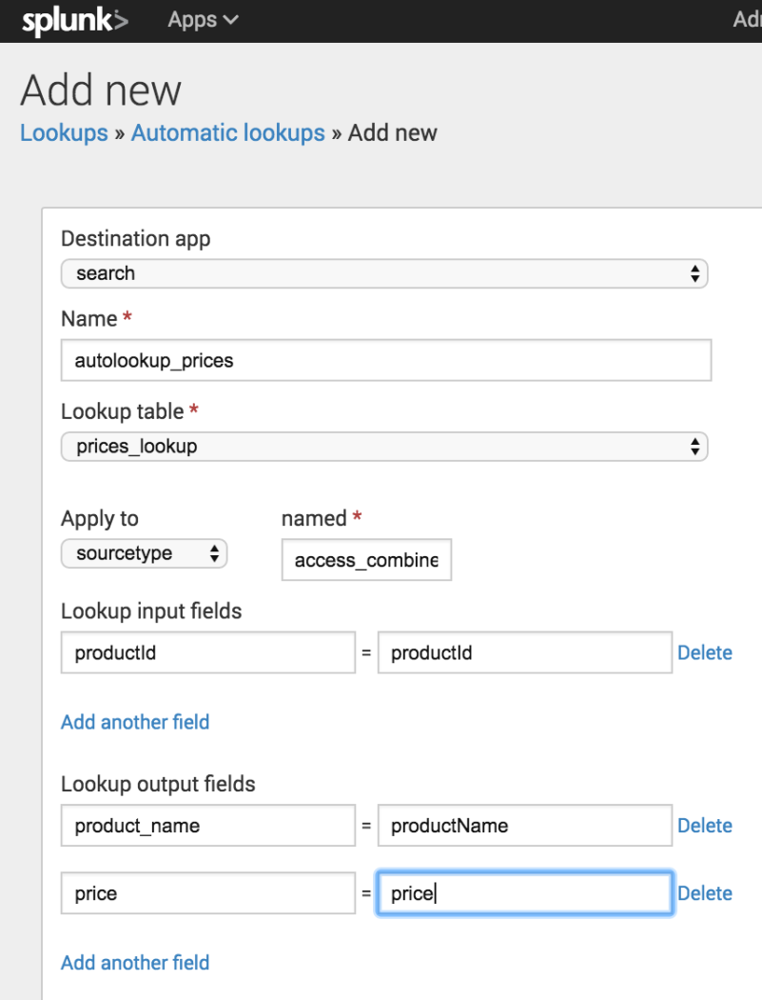 splunk> Apps Ad
Add new
Lookups » Automatic lookups » Add new
Destination app
search
Name *
autolookup_prices
Lookup table *
prices_lookup
Apply to named *
sourcetype access_combine
Lookup input fields
productId = productId Delete
Add another field
Lookup output fields
product_name = productName Delete
price = price Delete
Add another field